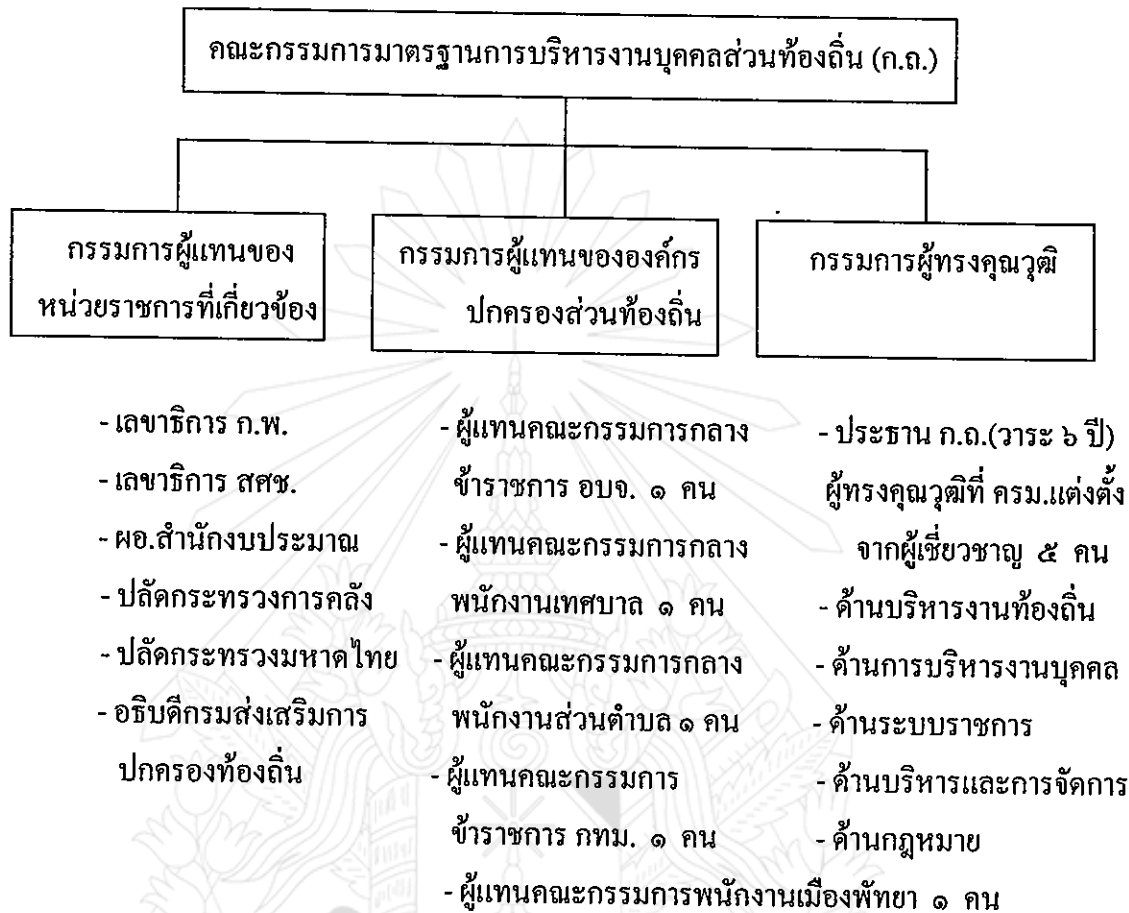 คณะกรรมการมาตรฐานการบริหารงานบุคคลส่วนท้องถิ่น (ก.ถ.)
กรรมการผู้แทนของ
หน่วยราชการที่เกี่ยวข้อง
กรรมการผู้แทนขององค์กร
ปกครองส่วนท้องถิ่น
กรรมการผู้ทรงคุณวุฒิ
- เลขาธิการ ก.พ.
- เลขาธิการ สศช.
- ผอ.สำนักงบประมาณ
- ปลัดกระทรวงการคลัง
- ปลัดกระทรวงมหาดไทย
- อธิบดีกรมส่งเสริมการ
ปกครองท้องถิ่น
- ผู้แทนคณะกรรมการกลาง
ข้าราชการ อบจ. ๑ คน
- ผู้แทนคณะกรรมการกลาง
พนักงานเทศบาล ๑ คน
- ผู้แทนคณะกรรมการกลาง
พนักงานส่วนตำบล ๑ คน
- ผู้แทนคณะกรรมการ
ข้าราชการ กทม. ๑ คน
- ผู้แทนคณะกรรมการพนักงานเมืองพัทยา ๑ คน
- ประธาน ก.ถ.(วาระ ๖ ปี)
ผู้ทรงคุณวุฒิที่ ครม.แต่งตั้ง
จากผู้เชี่ยวชาญ ๕ คน
- ด้านบริหารงานท้องถิ่น
- ด้านการบริหารงานบุคคล
- ด้านระบบราชการ
- ด้านบริหารและการจัดการ
- ด้านกฎหมาย